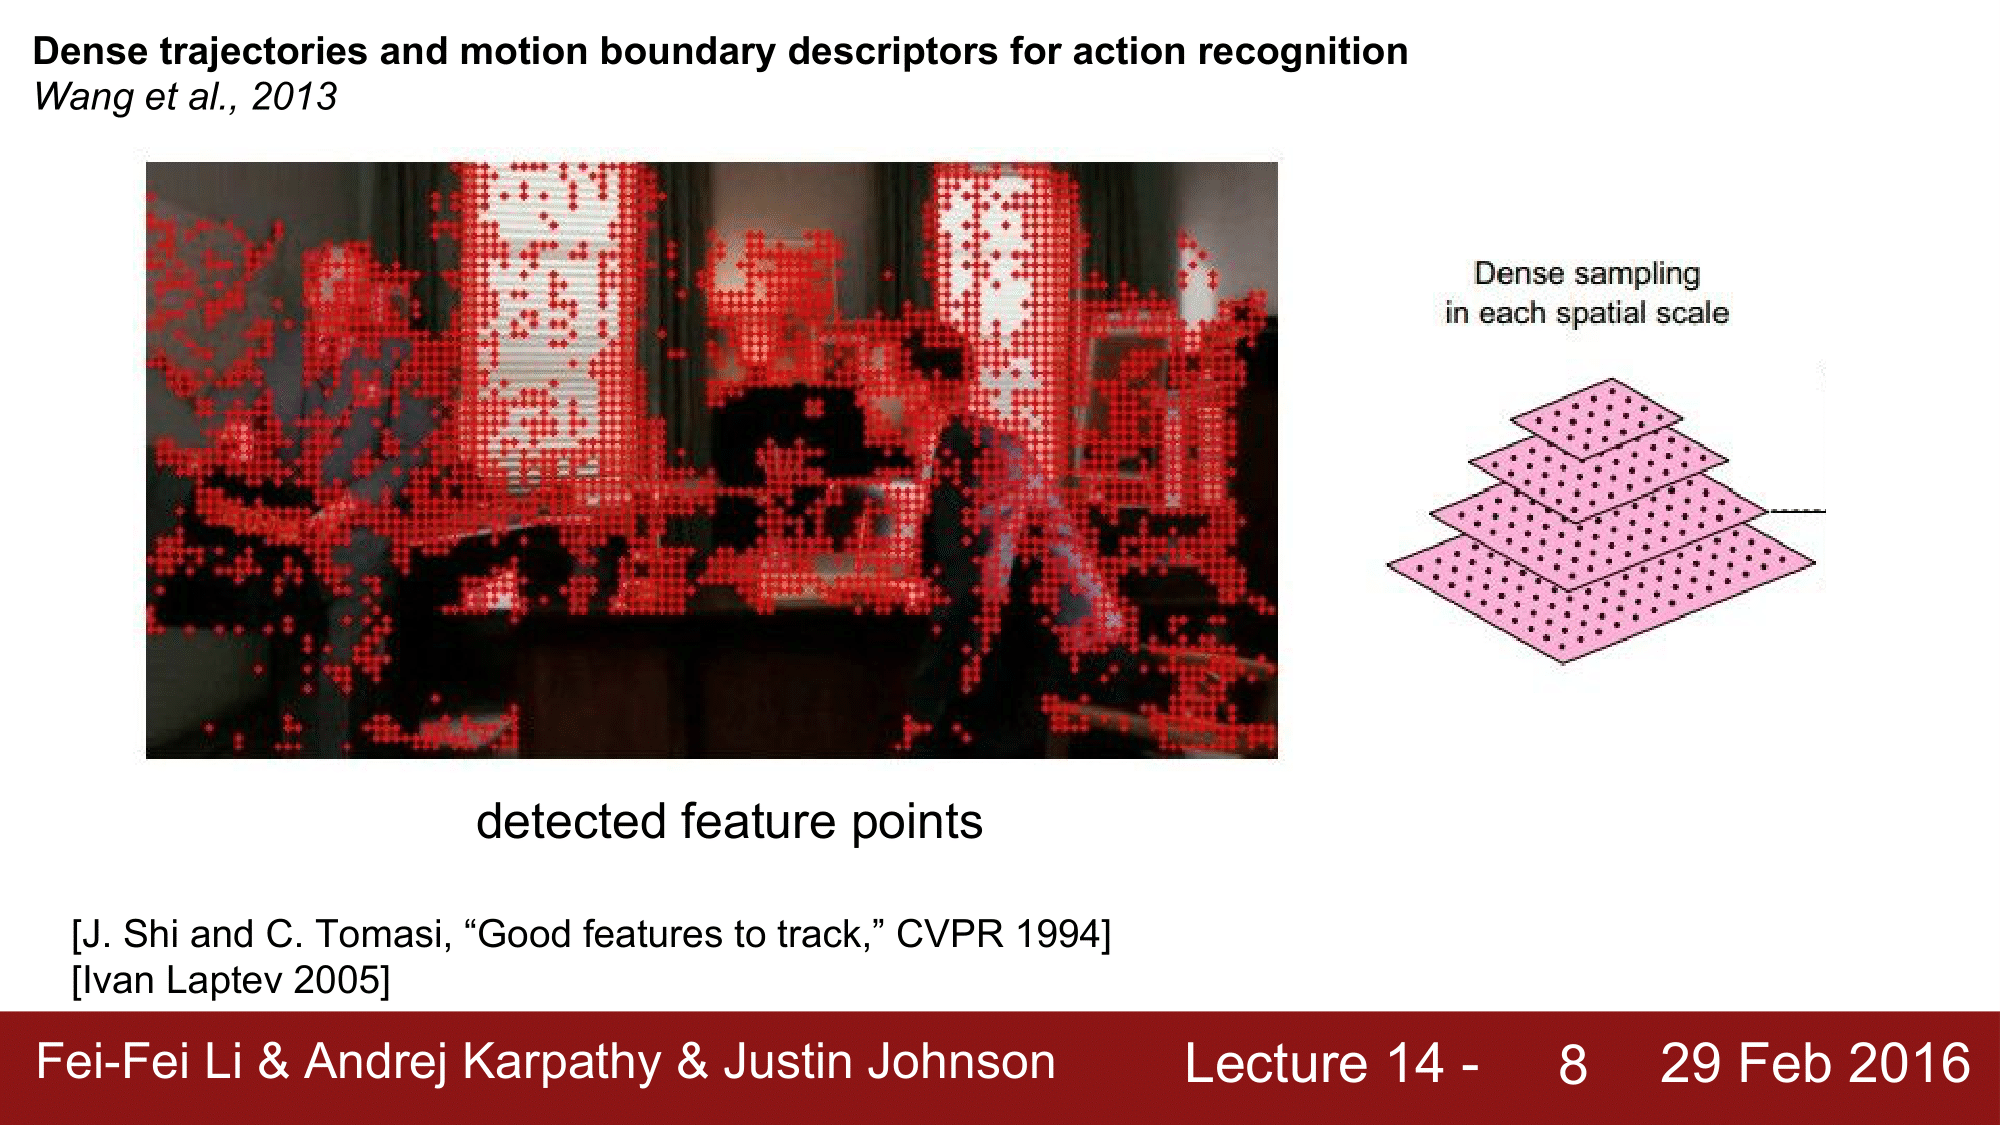 Dense trajectories and motion boundary descriptors for action recognition
Wang et al., 2013
Dense sampling
in each spatial scale
detected feature points
[J. Shi and C. Tomasi, “Good features to track,” CVPR 1994]
[Ivan Laptev 2005]
Fei-Fei Li & Andrej Karpathy & Justin Johnson
Lecture 14 - 8
29 Feb 2016